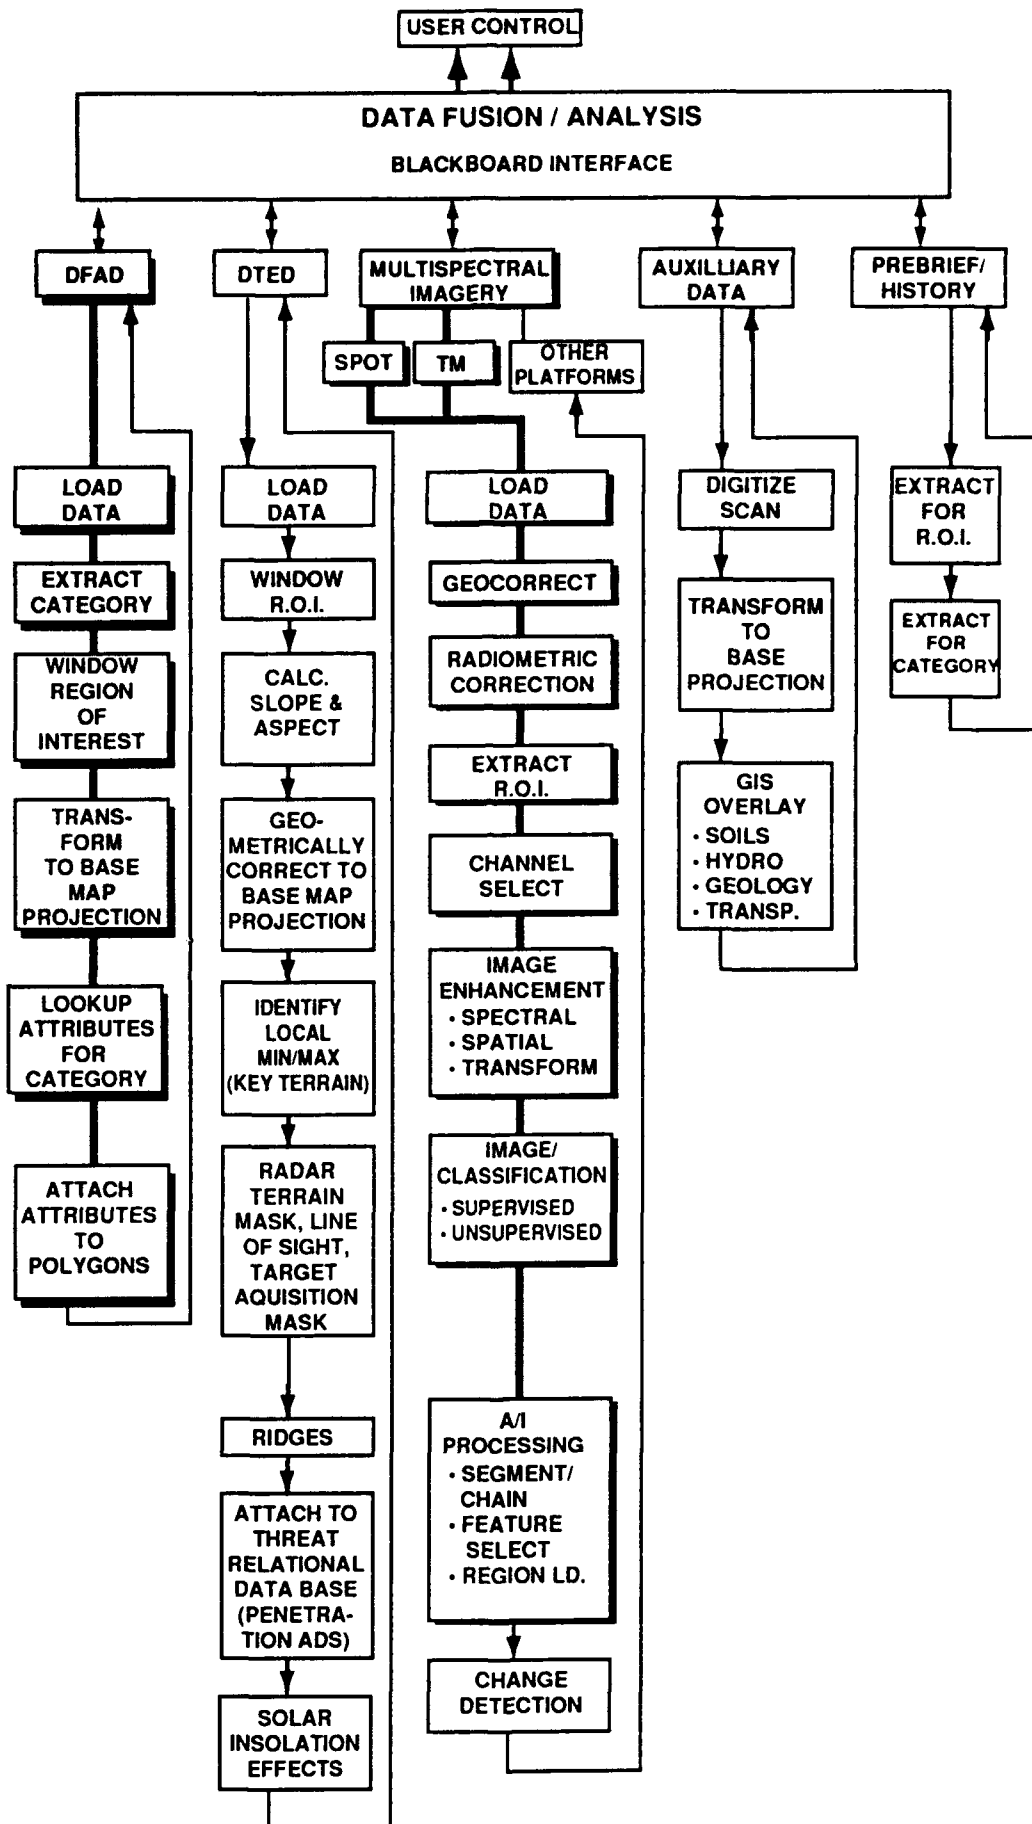 USER CONTROL
DATA FUSION / ANALYSIS
BLACKBOARD INTERFACE
DFAD
LOAD
DATA
EXTRACT
CATEGORY
WINDOW
REGION
OF
INTEREST
TRANS-
FORM
TO BASE
MAP
PROJECTION
LOOKUP
ATTRIBUTES
FOR
CATEGORY
ATTACH
ATTRIBUTES
TO
POLYGONS
DTED
LOAD
DATA
WINDOW
R.O.I.
CALC.
SLOPE &
ASPECT
GEO-
METRICALLY
CORRECT TO
BASE MAP
PROJECTION
IDENTIFY
LOCAL
MIN/MAX
(KEY TERRAIN)
RADAR
TERRAIN
MASK, LINE
OF SIGHT,
TARGET
AQUISITION
MASK
RIDGES
ATTACH TO
THREAT
RELATIONAL
DATA BASE
(PENETRA-
TION ADS)
SOLAR
INSOLATION
EFFECTS
MULTISPECTRAL
IMAGERY
SPOT
TM
OTHER
PLATFORMS
LOAD
DATA
GEOCORRECT
RADIOMETRIC
CORRECTION
EXTRACT
R.O.I.
CHANNEL
SELECT
IMAGE
ENHANCEMENT
• SPECTRAL
• SPATIAL
• TRANSFORM
IMAGE/
CLASSIFICATION
• SUPERVISED
• UNSUPERVISED
A/I
PROCESSING
• SEGMENT/
CHAIN
• FEATURE
SELECT
• REGION I.D.
CHANGE
DETECTION
AUXILLIARY
DATA
DIGITIZE
SCAN
TRANSFORM
TO
BASE
PROJECTION
GIS
OVERLAY
• SOILS
• HYDRO
• GEOLOGY
• TRANSP.
PREBRIEF/
HISTORY
EXTRACT
FOR
R.O.I.
EXTRACT
FOR
CATEGORY